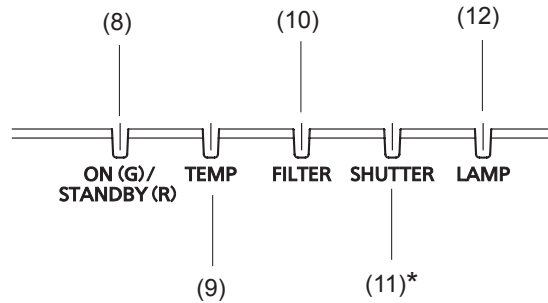 (8) (10) (12)
ON (G)/ TEMP FILTER SHUTTER LAMP
STANDBY (R)
(9) (11)*